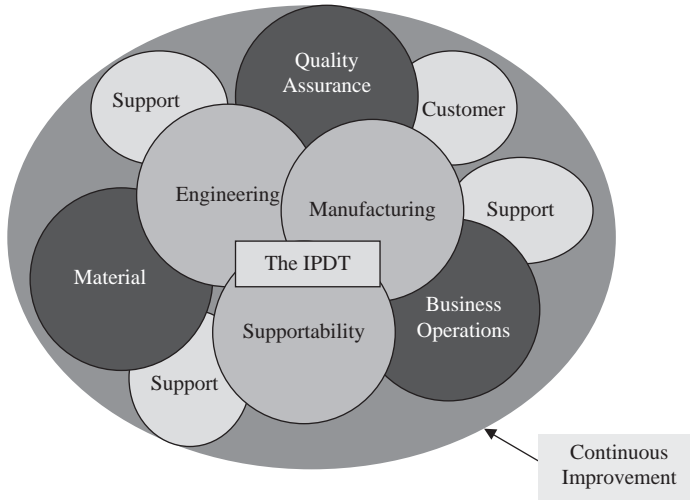 Quality
Assurance
Support
Customer
Engineering
Manufacturing
Support
The IPDT
Material
Business
Operations
Supportability
Support
Continuous
Improvement